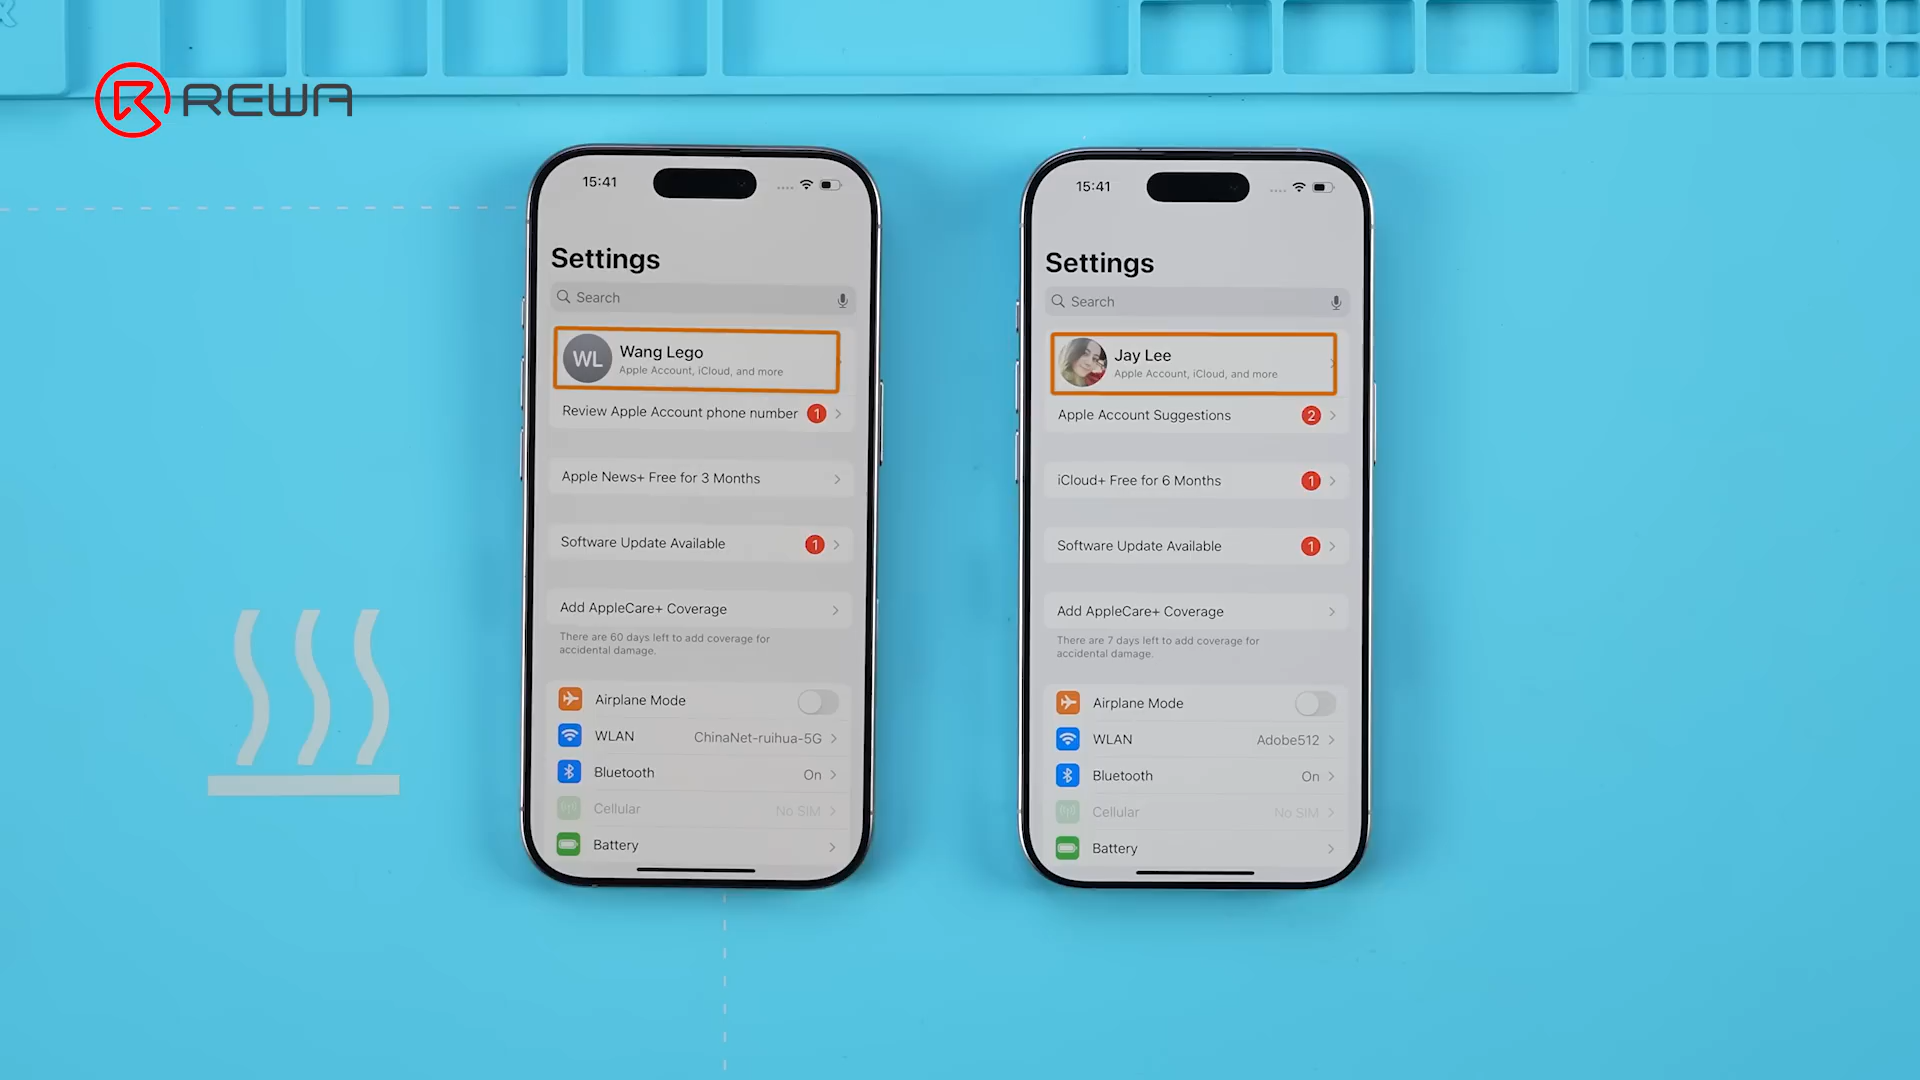 REWA
15:41
Settings
Search
WL
Wang Lego
Apple Account, iCloud, and more
Review Apple Account phone number 1
Apple News+ Free for 3 Months
Software Update Available 1
Add AppleCare+ Coverage
There are 60 days left to add coverage for
accidental damage.
Airplane Mode
WLAN ChinaNet-ruihua-5G
Bluetooth On
Cellular No SIM
Battery
15:41
Settings
Search
Jay Lee
Apple Account, iCloud, and more
Apple Account Suggestions 2
iCloud+ Free for 6 Months 1
Software Update Available 1
Add AppleCare+ Coverage
There are 7 days left to add coverage for
accidental damage.
Airplane Mode
WLAN Adobe512
Bluetooth On
Cellular No SIM
Battery